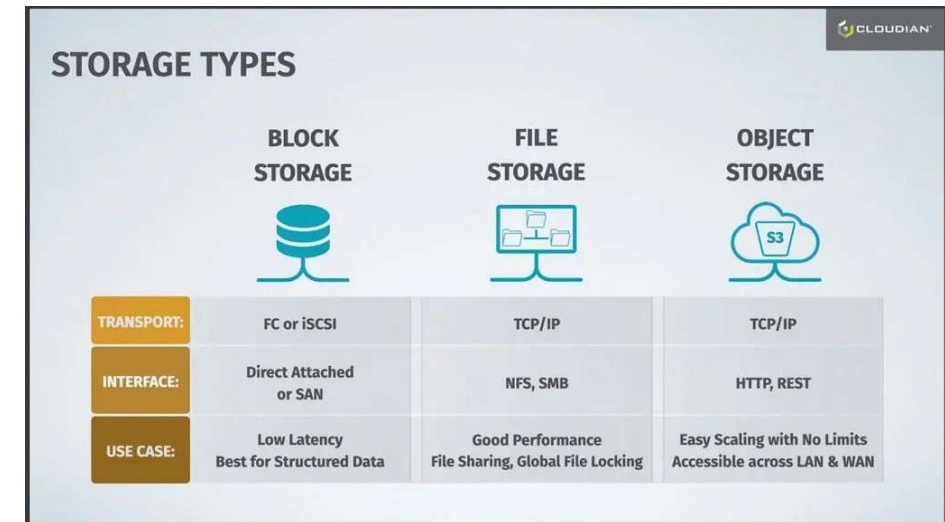 CLOUDIAN
STORAGE TYPES
BLOCK
STORAGE
FILE
STORAGE
OBJECT
STORAGE
S3
TRANSPORT:
FC or iSCSI
TCP/IP
TCP/IP
INTERFACE:
Direct Attached
or SAN
NFS, SMB
HTTP, REST
USE CASE:
Low Latency
Best for Structured Data
Good Performance
File Sharing, Global File Locking
Easy Scaling with No Limits
Accessible across LAN & WAN